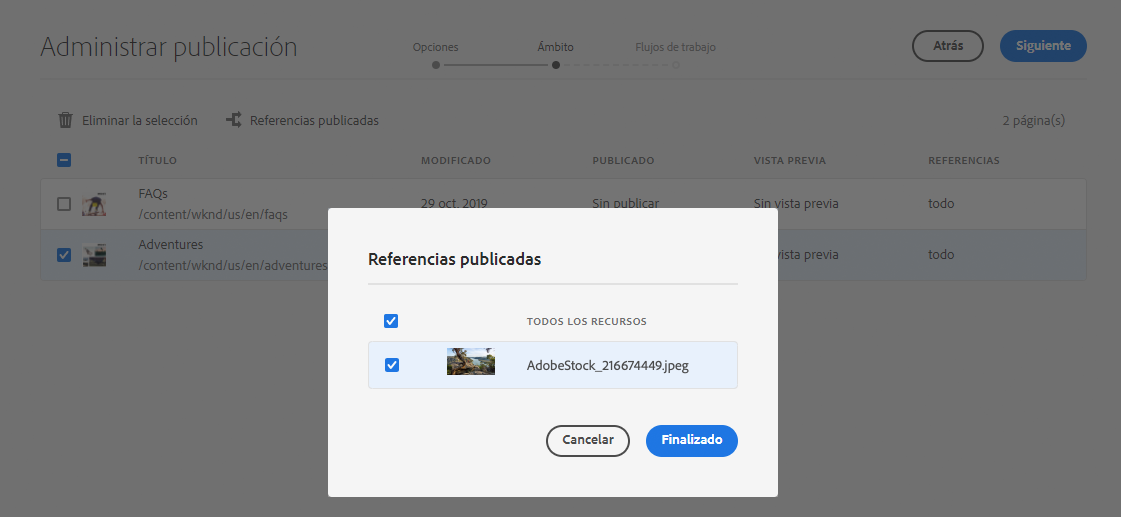 Administrar publicación
Opciones
Ámbito
Flujos de trabajo
Atrás
Siguiente
Eliminar la selección
Referencias publicadas
2 página(s)
TÍTULO
MODIFICADO
PUBLICADO
VISTA PREVIA
REFERENCIAS
FAQs
/content/wknd/us/en/faqs
29 oct. 2019
Sin publicar
Sin vista previa
todo
Adventures
/content/wknd/us/en/adventures
vista previa
todo
Referencias publicadas
TODOS LOS RECURSOS
AdobeStock_216674449.jpeg
Cancelar
Finalizado